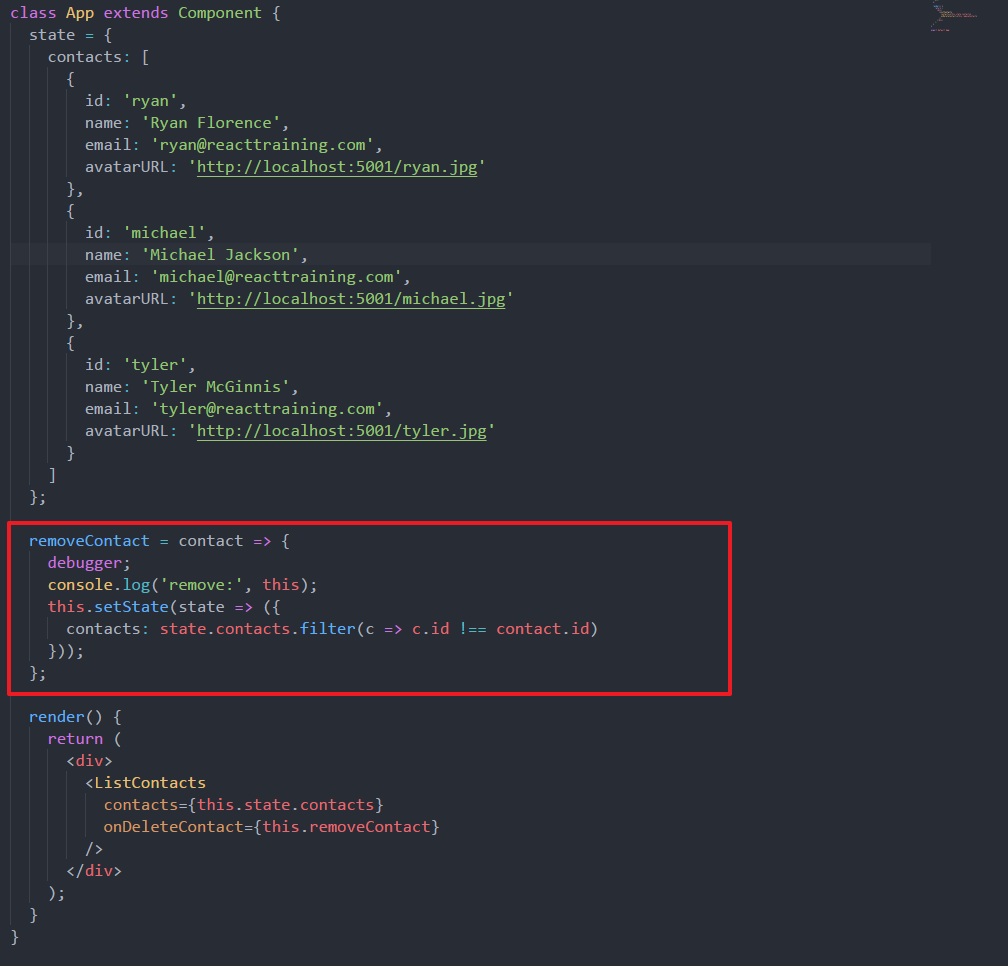 class App extends Component {
  state = {
    contacts: [
      {
        id: 'ryan',
        name: 'Ryan Florence',
        email: 'ryan@reacttraining.com',
        avatarURL: 'http://localhost:5001/ryan.jpg'
      },
      {
        id: 'michael',
        name: 'Michael Jackson',
        email: 'michael@reacttraining.com',
        avatarURL: 'http://localhost:5001/michael.jpg'
      },
      {
        id: 'tyler',
        name: 'Tyler McGinnis',
        email: 'tyler@reacttraining.com',
        avatarURL: 'http://localhost:5001/tyler.jpg'
      }
    ]
  };
  removeContact = contact => {
    debugger;
    console.log('remove:', this);
    this.setState(state => ({
      contacts: state.contacts.filter(c => c.id !== contact.id)
    }));
  };
  render() {
    return (
      <div>
        <ListContacts
          contacts={this.state.contacts}
          onDeleteContact={this.removeContact}
        />
      </div>
    );
  }
}